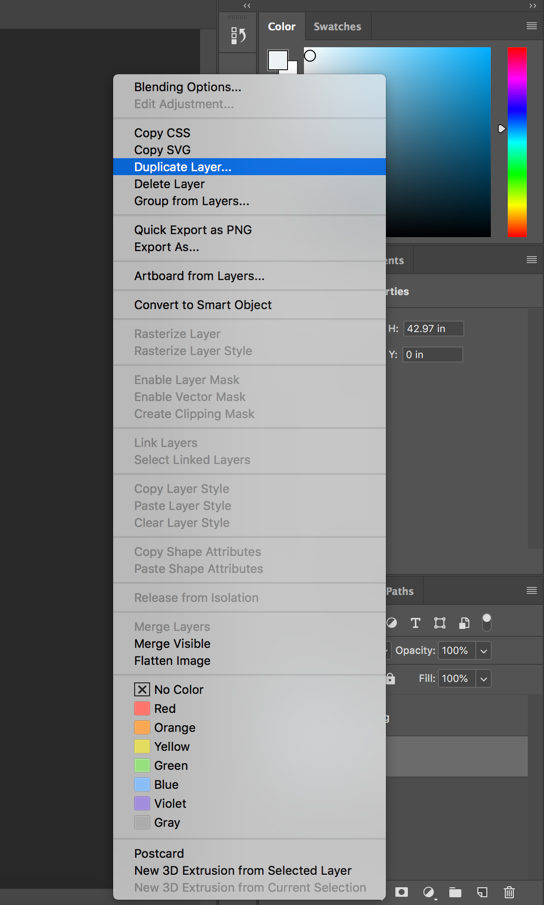 Color Swatches
Blending Options...
Edit Adjustment...
Copy CSS
Copy SVG
Duplicate Layer...
Delete Layer
Group from Layers...
Quick Export as PNG
Export As...
Artboard from Layers...
Convert to Smart Object
Rasterize Layer
Rasterize Layer Style
Enable Layer Mask
Enable Vector Mask
Create Clipping Mask
Link Layers
Select Linked Layers
Copy Layer Style
Paste Layer Style
Clear Layer Style
Copy Shape Attributes
Paste Shape Attributes
Release from Isolation
Merge Layers
Merge Visible
Flatten Image
No Color
Red
Orange
Yellow
Green
Blue
Violet
Gray
Postcard
New 3D Extrusion from Selected Layer
New 3D Extrusion from Current Selection
ents
rties
H: 42.97 in
Y: 0 in
Paths
Opacity: 100%
Fill: 100%
g